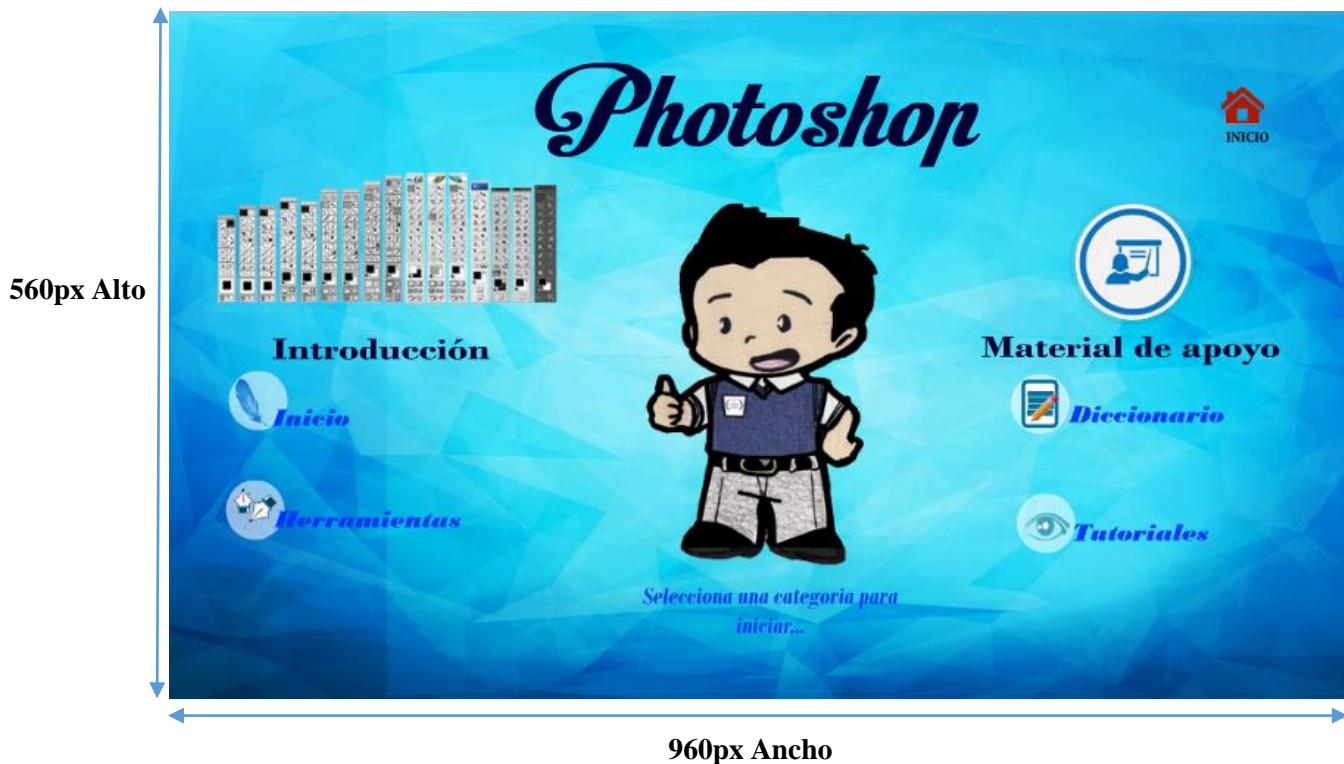 Photoshop
INICIO
560px Alto
Introducción
Inicio
Herramientas
Material de apoyo
Diccionario
Tutoriales
Selecciona una categoria para
iniciar...
960px Ancho